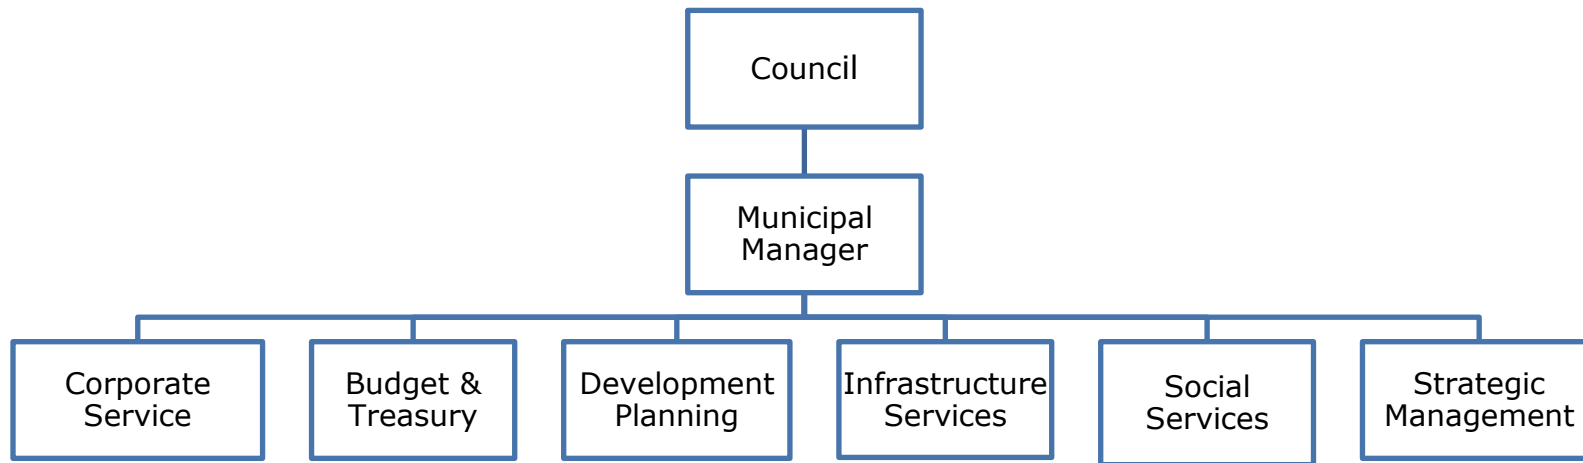 Council
Municipal
Manager
Corporate
Service
Budget &
Treasury
Development
Planning
Infrastructure
Services
Social
Services
Strategic
Management